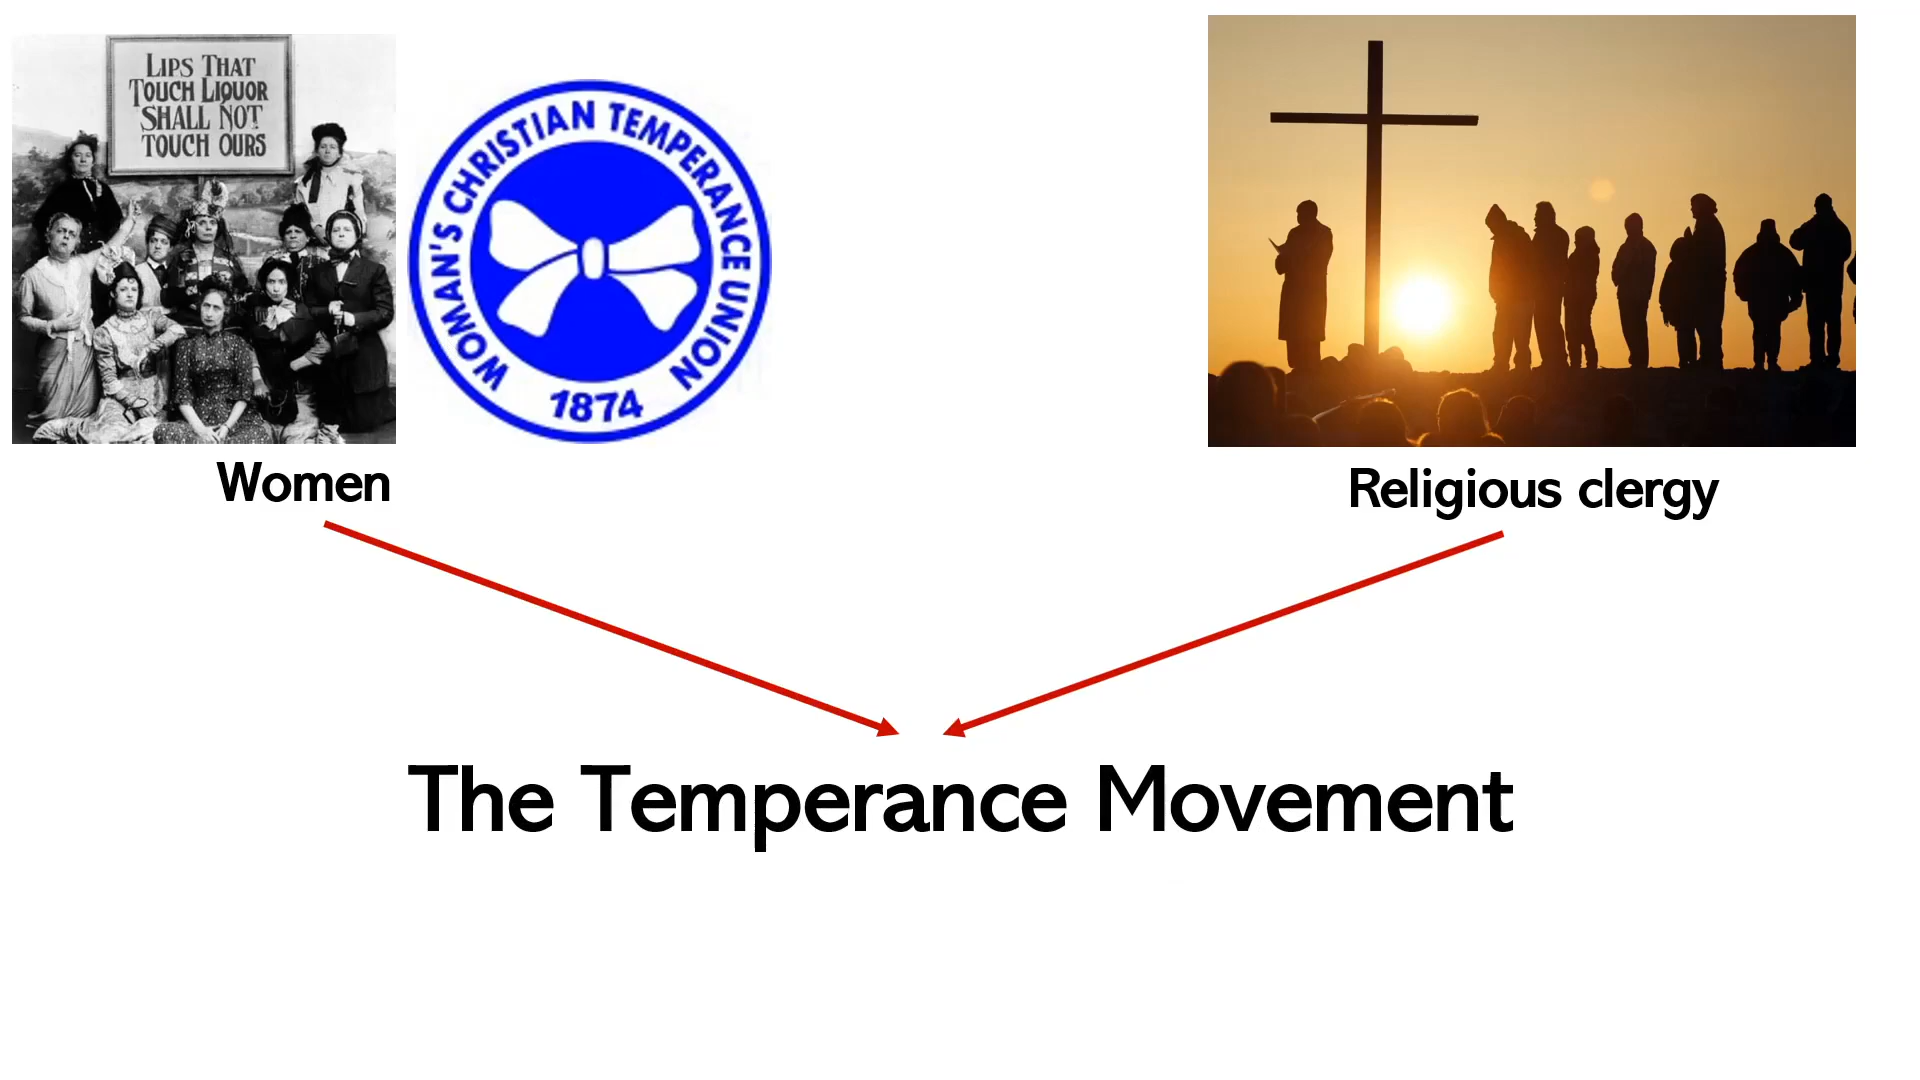 LIPS THAT
TOUCH LIQUOR
SHALL NOT
TOUCH OURS
WOMAN'S CHRISTIAN TEMPERANCE UNION
1874
Women
Religious clergy
The Temperance Movement